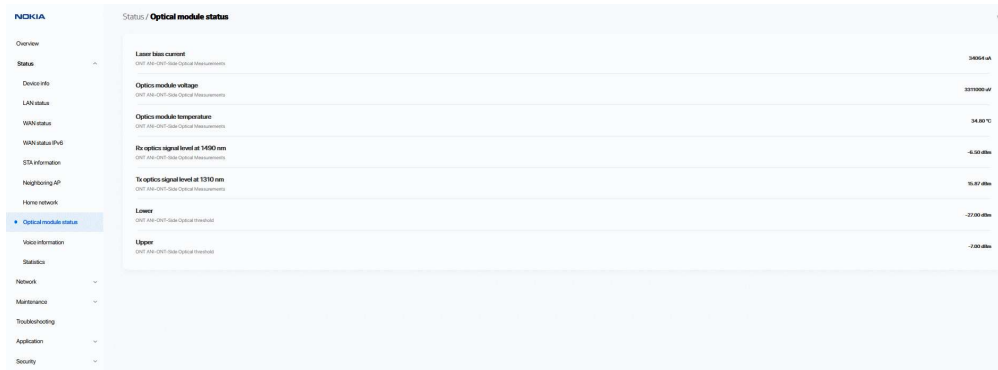 NOKIA
Status / Optical module status
Overview
Status
Device info
LAN status
WAN status
WAN status IPv6
STA information
Neighboring AP
Home network
Optical module status
Voice information
Statistics
Network
Maintenance
Troubleshooting
Application
Security
Laser bias current
34064 uA
ONT ANI-ONT-Side Optical Measurements
Optics module voltage
3311000 uV
ONT ANI-ONT-Side Optical Measurements
Optics module temperature
34.80 °C
ONT ANI-ONT-Side Optical Measurements
Rx optics signal level at 1490 nm
-6.50 dBm
ONT ANI-ONT-Side Optical Measurements
Tx optics signal level at 1310 nm
15.87 dBm
ONT ANI-ONT-Side Optical Measurements
Lower
-27.00 dBm
ONT ANI-ONT-Side Optical threshold
Upper
-7.00 dBm
ONT ANI-ONT-Side Optical threshold